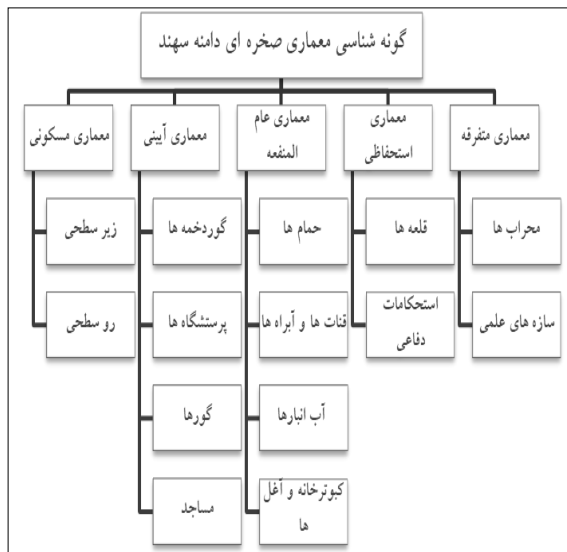 گونه شناسی معماری صخره ای دامنه سهند
معماری متفرقه
معماری
استحفاظی
معماری عام
المنفعه
معماری آیینی
معماری مسکونی
محراب ها
سازه های علمی
قلعه ها
استحکامات
دفاعی
حمام ها
قنات ها و آبراه ها
آب انبارها
کبوترخانه و آغل
ها
گوردخمه ها
پرستشگاه ها
گورها
مساجد
زیر سطحی
رو سطحی